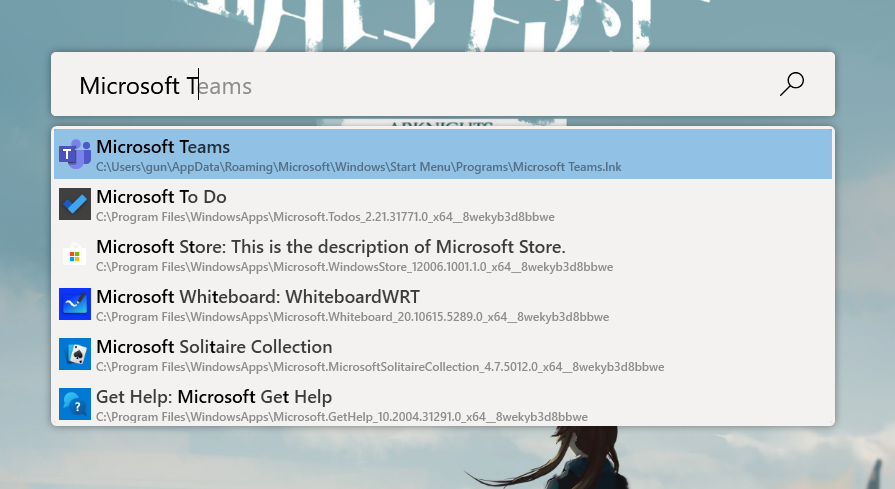 Microsoft Teams
ARKNIGHTS
Microsoft Teams
C:\Users\gun\AppData\Roaming\Microsoft\Windows\Start Menu\Programs\Microsoft Teams.lnk
Microsoft To Do
C:\Program Files\WindowsApps\Microsoft.Todos_2.21.31771.0_x64__8wekyb3d8bbwe
Microsoft Store: This is the description of Microsoft Store.
C:\Program Files\WindowsApps\Microsoft.WindowsStore_12006.1001.1.0_x64__8wekyb3d8bbwe
Microsoft Whiteboard: WhiteboardWRT
C:\Program Files\WindowsApps\Microsoft.Whiteboard_20.10615.5289.0_x64__8wekyb3d8bbwe
Microsoft Solitaire Collection
C:\Program Files\WindowsApps\Microsoft.MicrosoftSolitaireCollection_4.7.5012.0_x64__8wekyb3d8bbwe
Get Help: Microsoft Get Help
C:\Program Files\WindowsApps\Microsoft.GetHelp_10.2004.31291.0_x64__8wekyb3d8bbwe